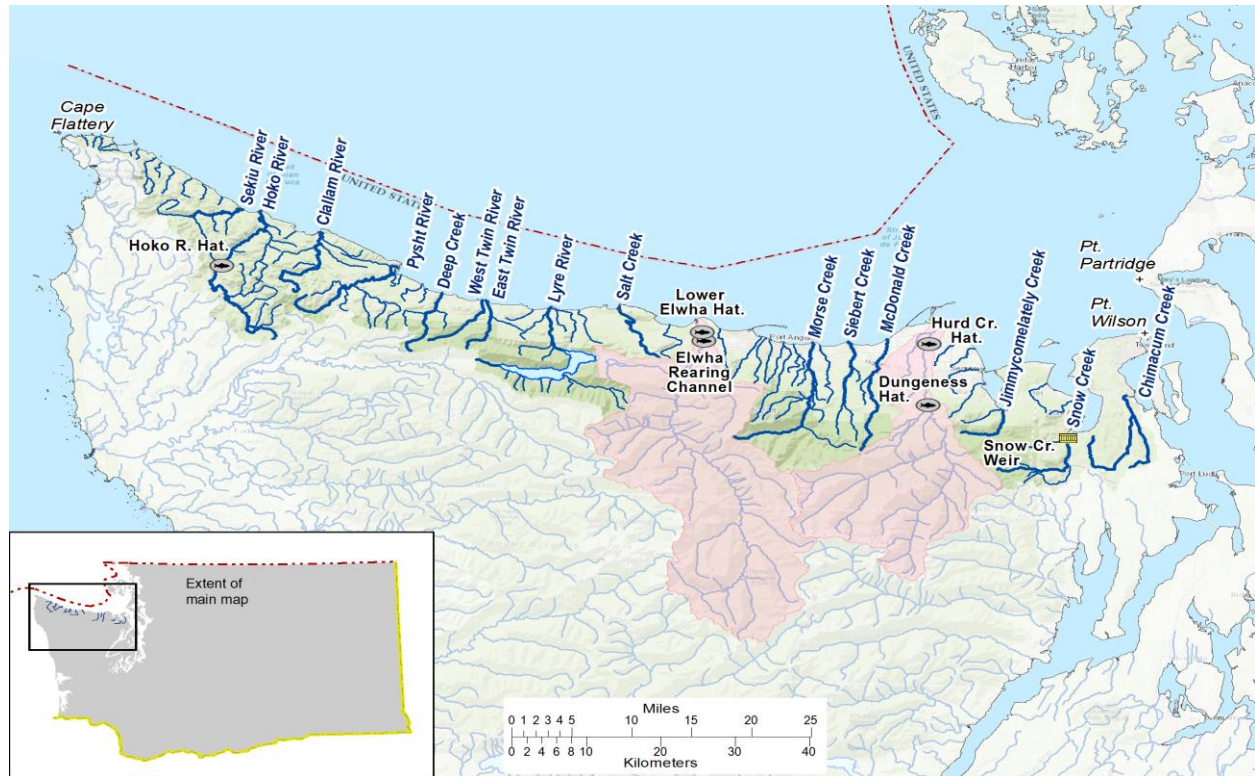 Cape
Flattery
Sekiu River
Hoko River
Clallam River
UNITED STATES
UNITED STATES
Hoko R. Hat.
Pysht River
Deep Creek
West Twin River
East Twin River
Lyre River
Salt Creek
Lower
Elwha Hat.
Elwha
Rearing
Channel
Morse Creek
Siebert Creek
McDonald Creek
Hurd Cr.
Hat.
Dungeness
Hat.
Jimmycomelately Creek
Snow Cr.
Weir
Snow Creek
Chimacum Creek
Pt.
Partridge
Pt.
Wilson
Extent of
main map
Miles
0 1 2 3 4 5 10 15 20 25
0 2 4 6 8 10 20 30 40
Kilometers